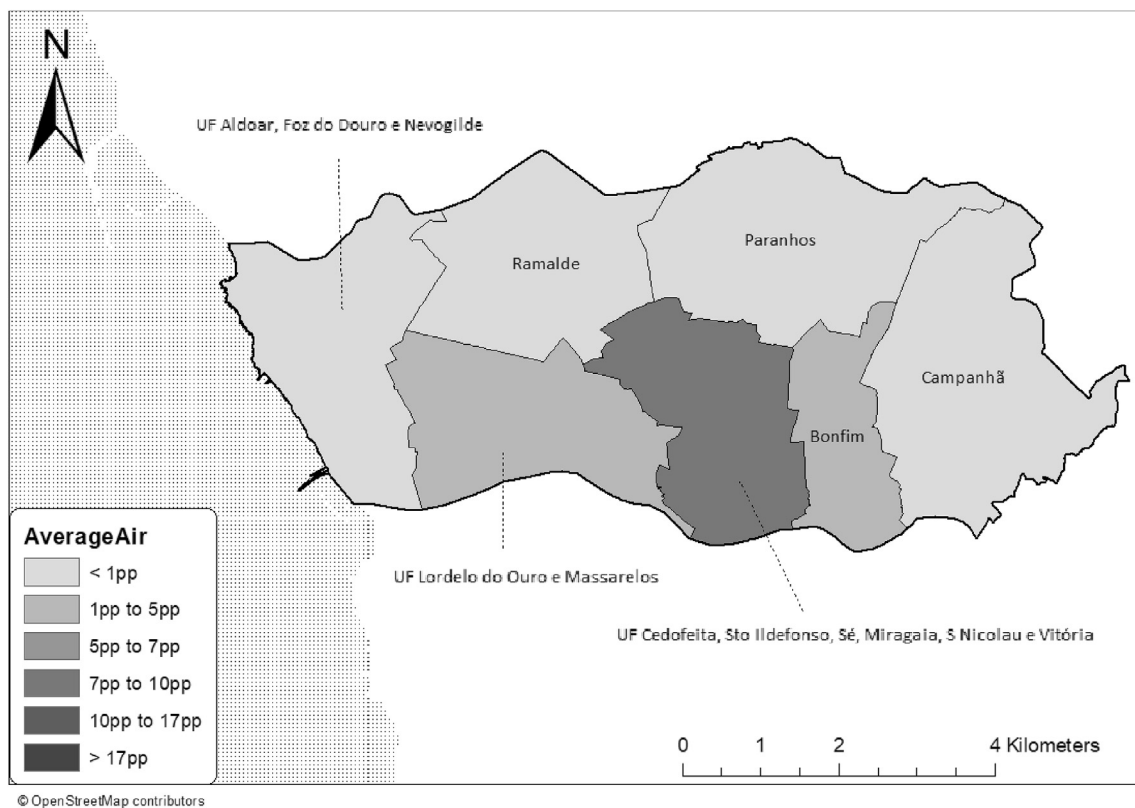 N
UF Aldoar, Foz do Douro e Nevogilde
Paranhos
Ramalde
Campanhã
Bonfim
UF Lordelo do Ouro e Massarelos
UF Cedofeita, Sto Ildefonso, Sé, Miragaia, S Nicolau e Vitória
AverageAir
< 1pp
1pp to 5pp
5pp to 7pp
7pp to 10pp
10pp to 17pp
> 17pp
0 1 2 4 Kilometers
© OpenStreetMap contributors